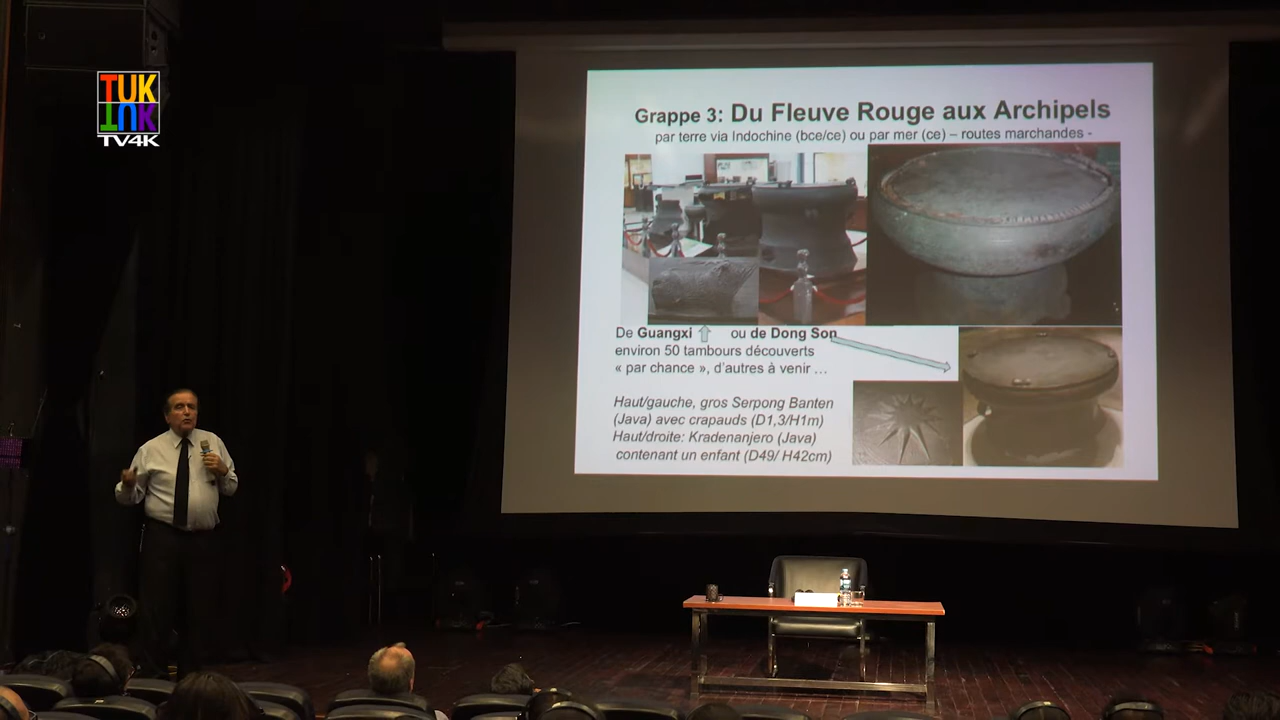 TUK
TUK
TV4K
Grappe 3: Du Fleuve Rouge aux Archipels
par terre via Indochine (bce/ce) ou par mer (ce) – routes marchandes -
De Guangxi ou de Dong Son
environ 50 tambours découverts
« par chance », d'autres à venir …
Haut/gauche, gros Serpong Banten
(Java) avec crapauds (D1,3/H1m)
Haut/droite: Kradenanjero (Java)
contenant un enfant (D49/ H42cm)